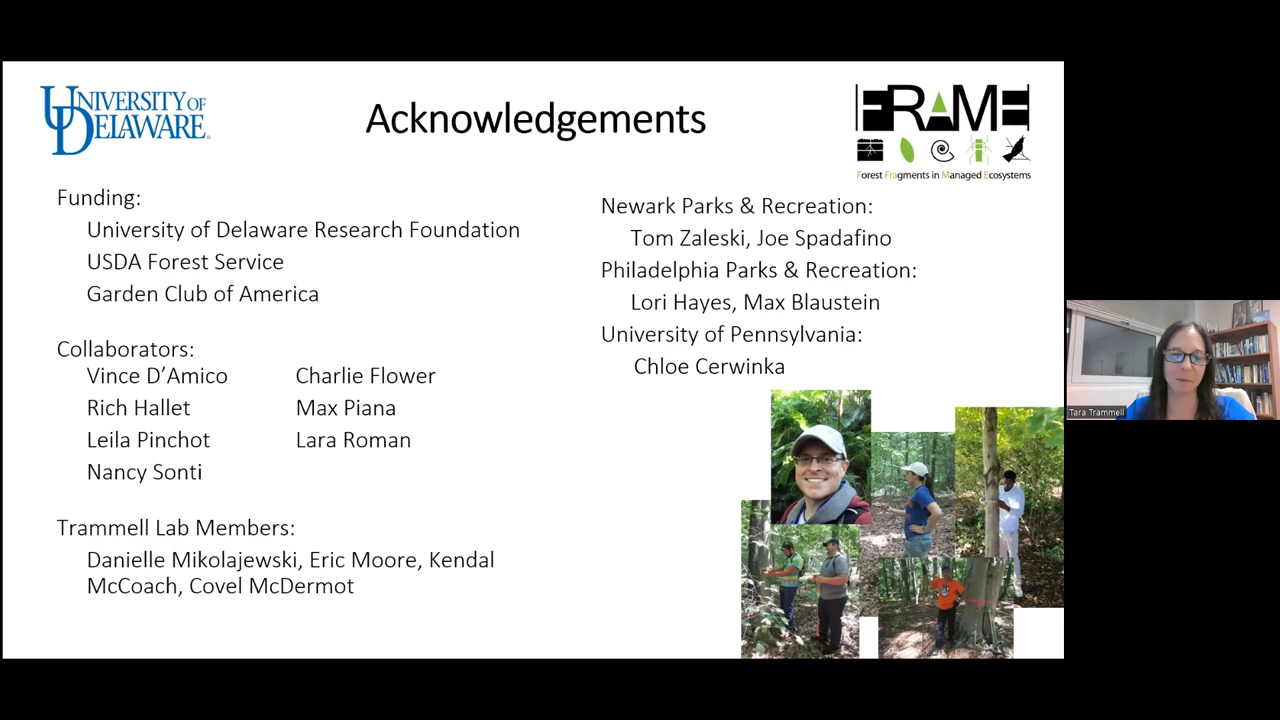 UNIVERSITY OF
DELAWARE
Acknowledgements
FRAME
Forest Fragments in Managed Ecosystems
Funding:
University of Delaware Research Foundation
USDA Forest Service
Garden Club of America
Collaborators:
Vince D’Amico
Charlie Flower
Rich Hallet
Max Piana
Leila Pinchot
Lara Roman
Nancy Sonti
Trammell Lab Members:
Danielle Mikolajewski, Eric Moore, Kendal
McCoach, Covel McDermot
Newark Parks & Recreation:
Tom Zaleski, Joe Spadafino
Philadelphia Parks & Recreation:
Lori Hayes, Max Blaustein
University of Pennsylvania:
Chloe Cerwinka
Tara Trammell